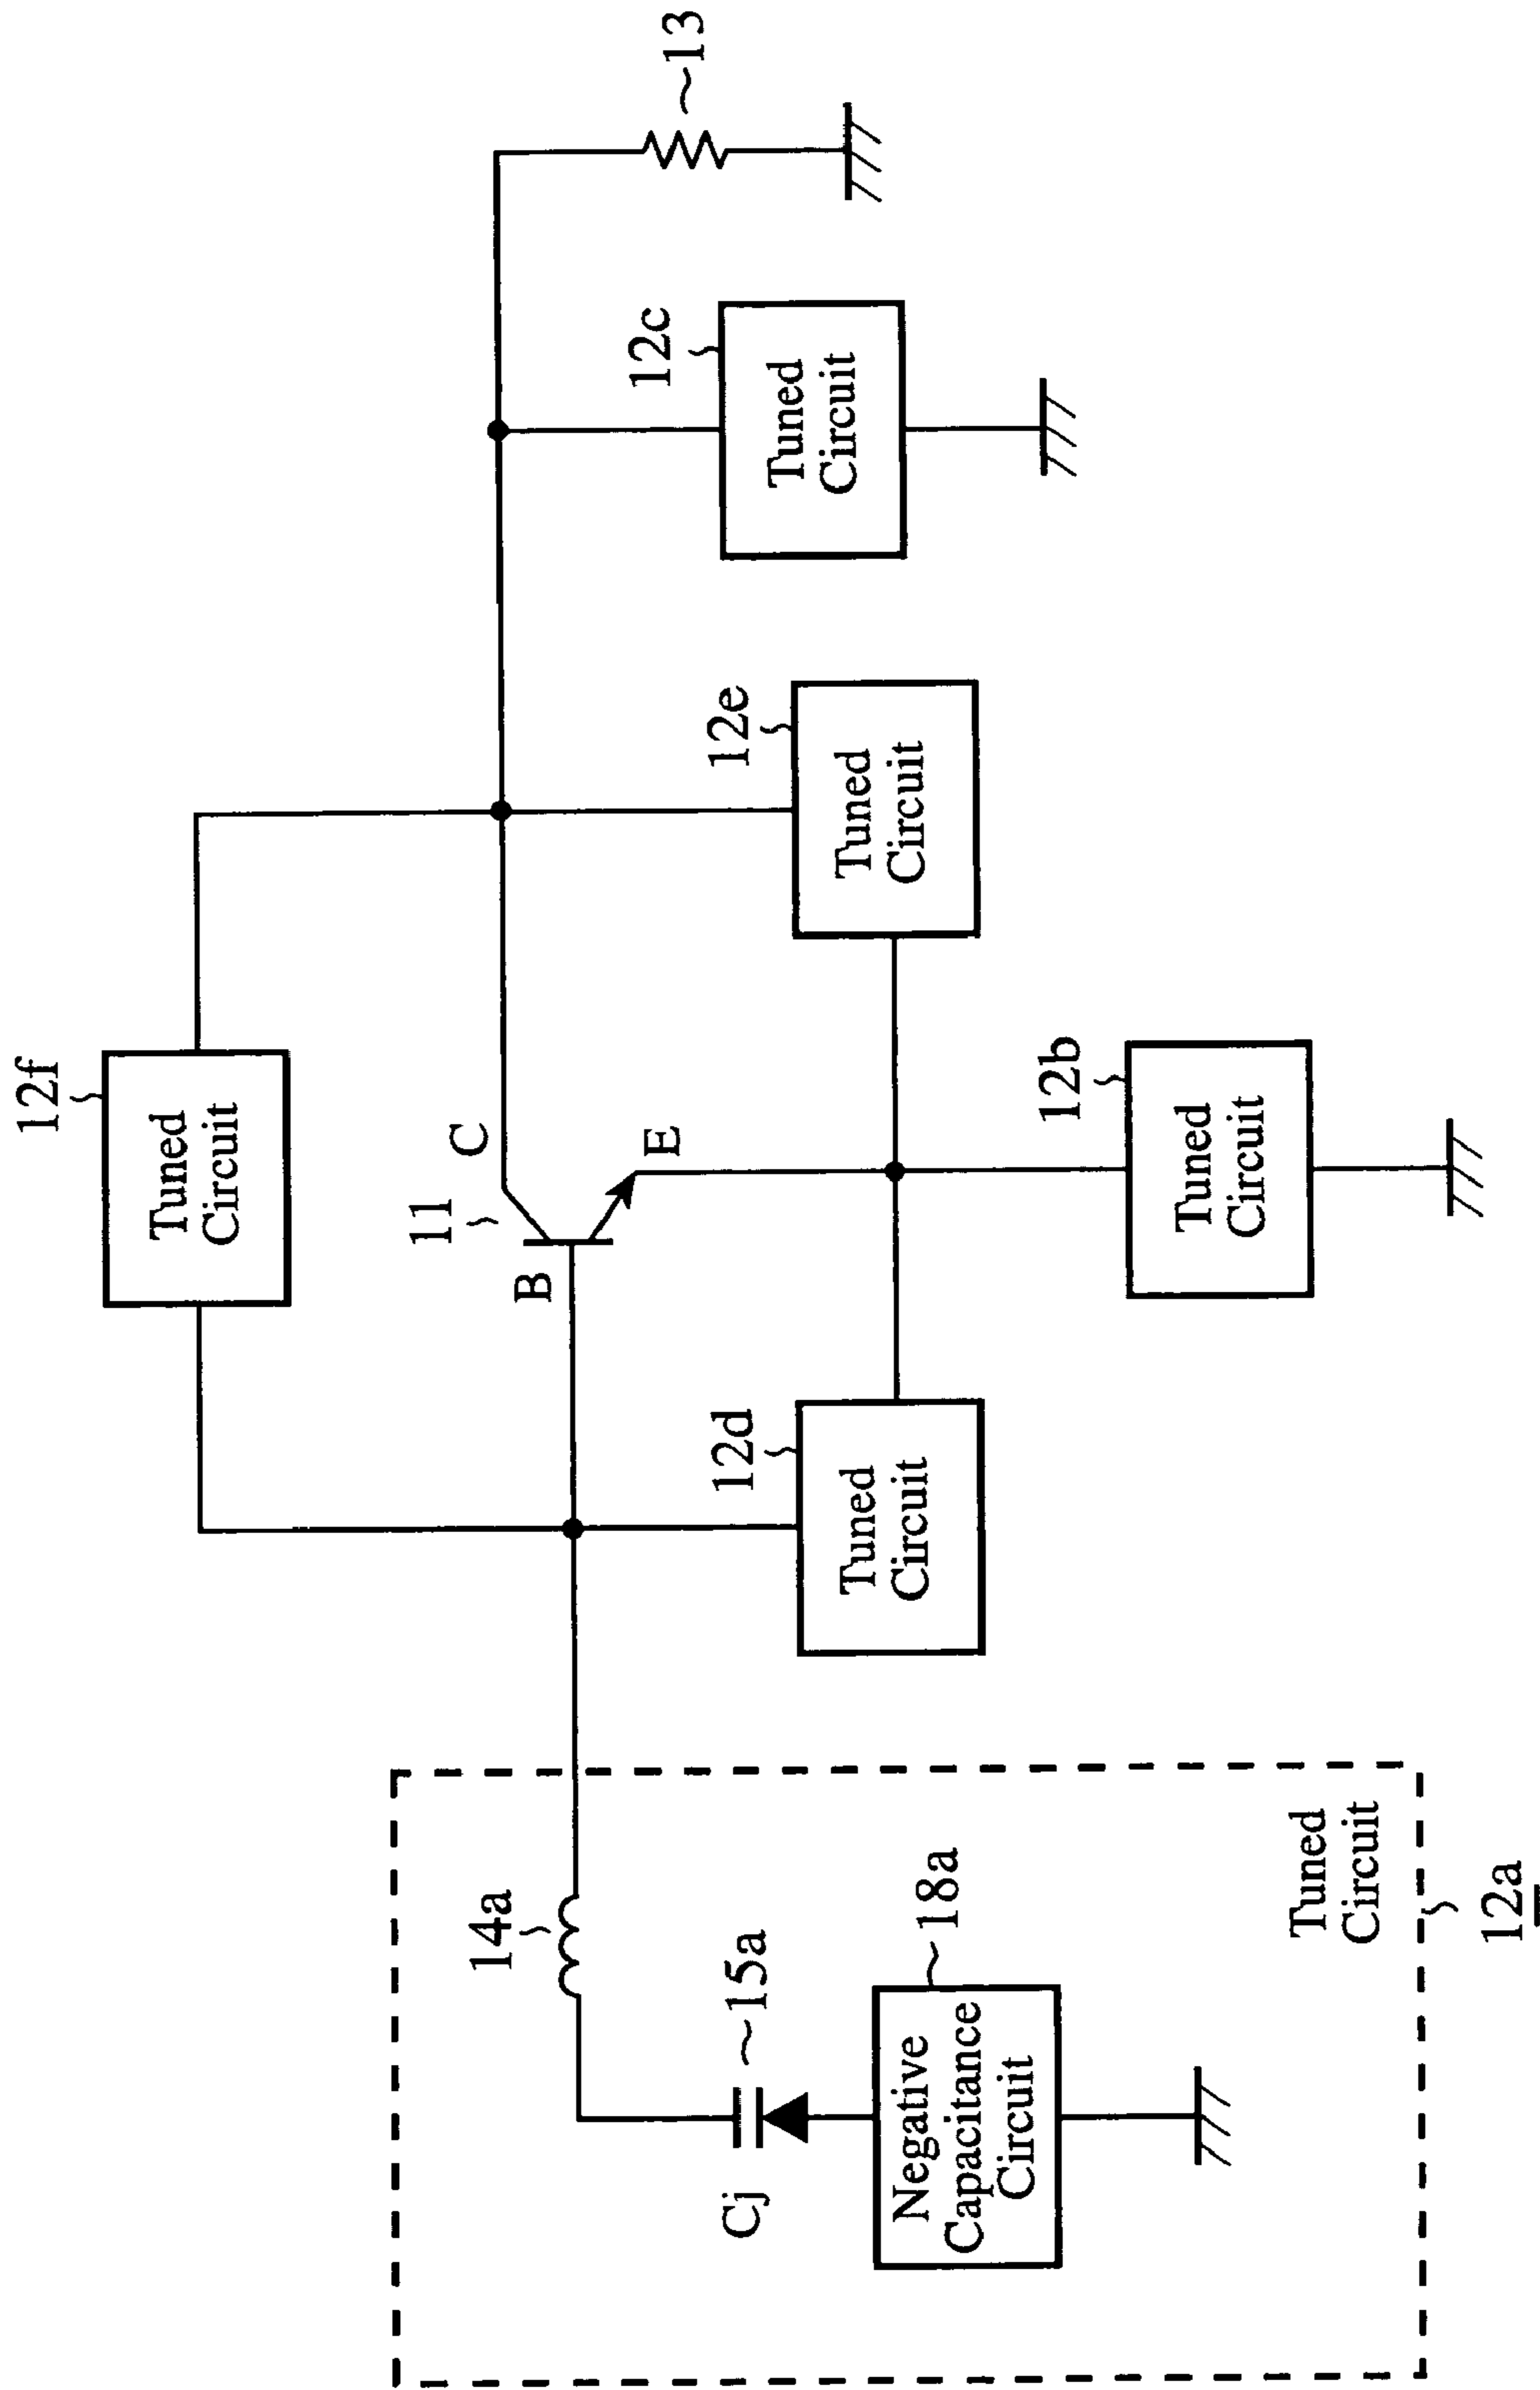 12f
Tuned
Circuit
11
C
B
E
14a
15a
Cj
18a
Negative
Capacitance
Circuit
Tuned
Circuit
12a
12d
Tuned
Circuit
12b
Tuned
Circuit
12e
Tuned
Circuit
12c
Tuned
Circuit
13